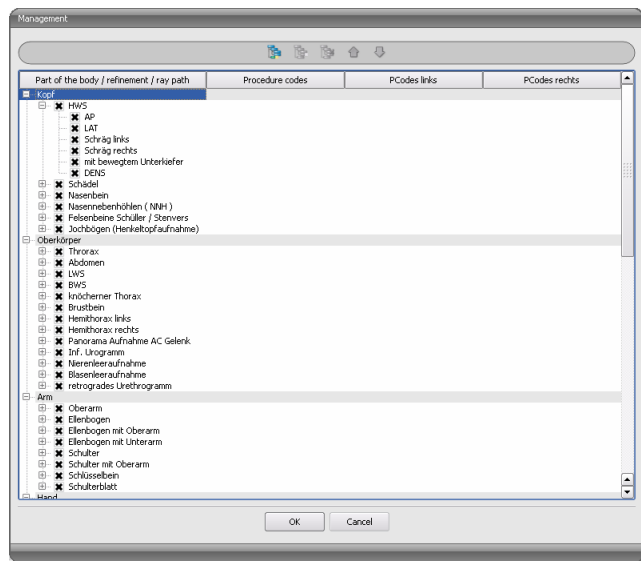 Management
Part of the body / refinement / ray path Procedure codes PCodes links PCodes rechts
Kopf
HWS
AP
LAT
Schräg links
Schräg rechts
mit bewegtem Unterkiefer
DENS
Schädel
Nasenbein
Nasennebenhöhlen ( NNH )
Felsenbeine Schüller / Stenvers
Jochbögen (Henkeltopfaufnahme)
Oberkörper
Throrax
Abdomen
LWS
BWS
knöcherner Thorax
Brustbein
Hemithorax links
Hemithorax rechts
Panorama Aufnahme AC Gelenk
Inf. Urogramm
Nierenleeraufnahme
Blasenleeraufnahme
retrogrades Urethrogramm
Arm
Oberarm
Ellenbogen
Ellenbogen mit Oberarm
Ellenbogen mit Unterarm
Schulter
Schulter mit Oberarm
Schlüsselbein
Schulterblatt
Hand
OK Cancel